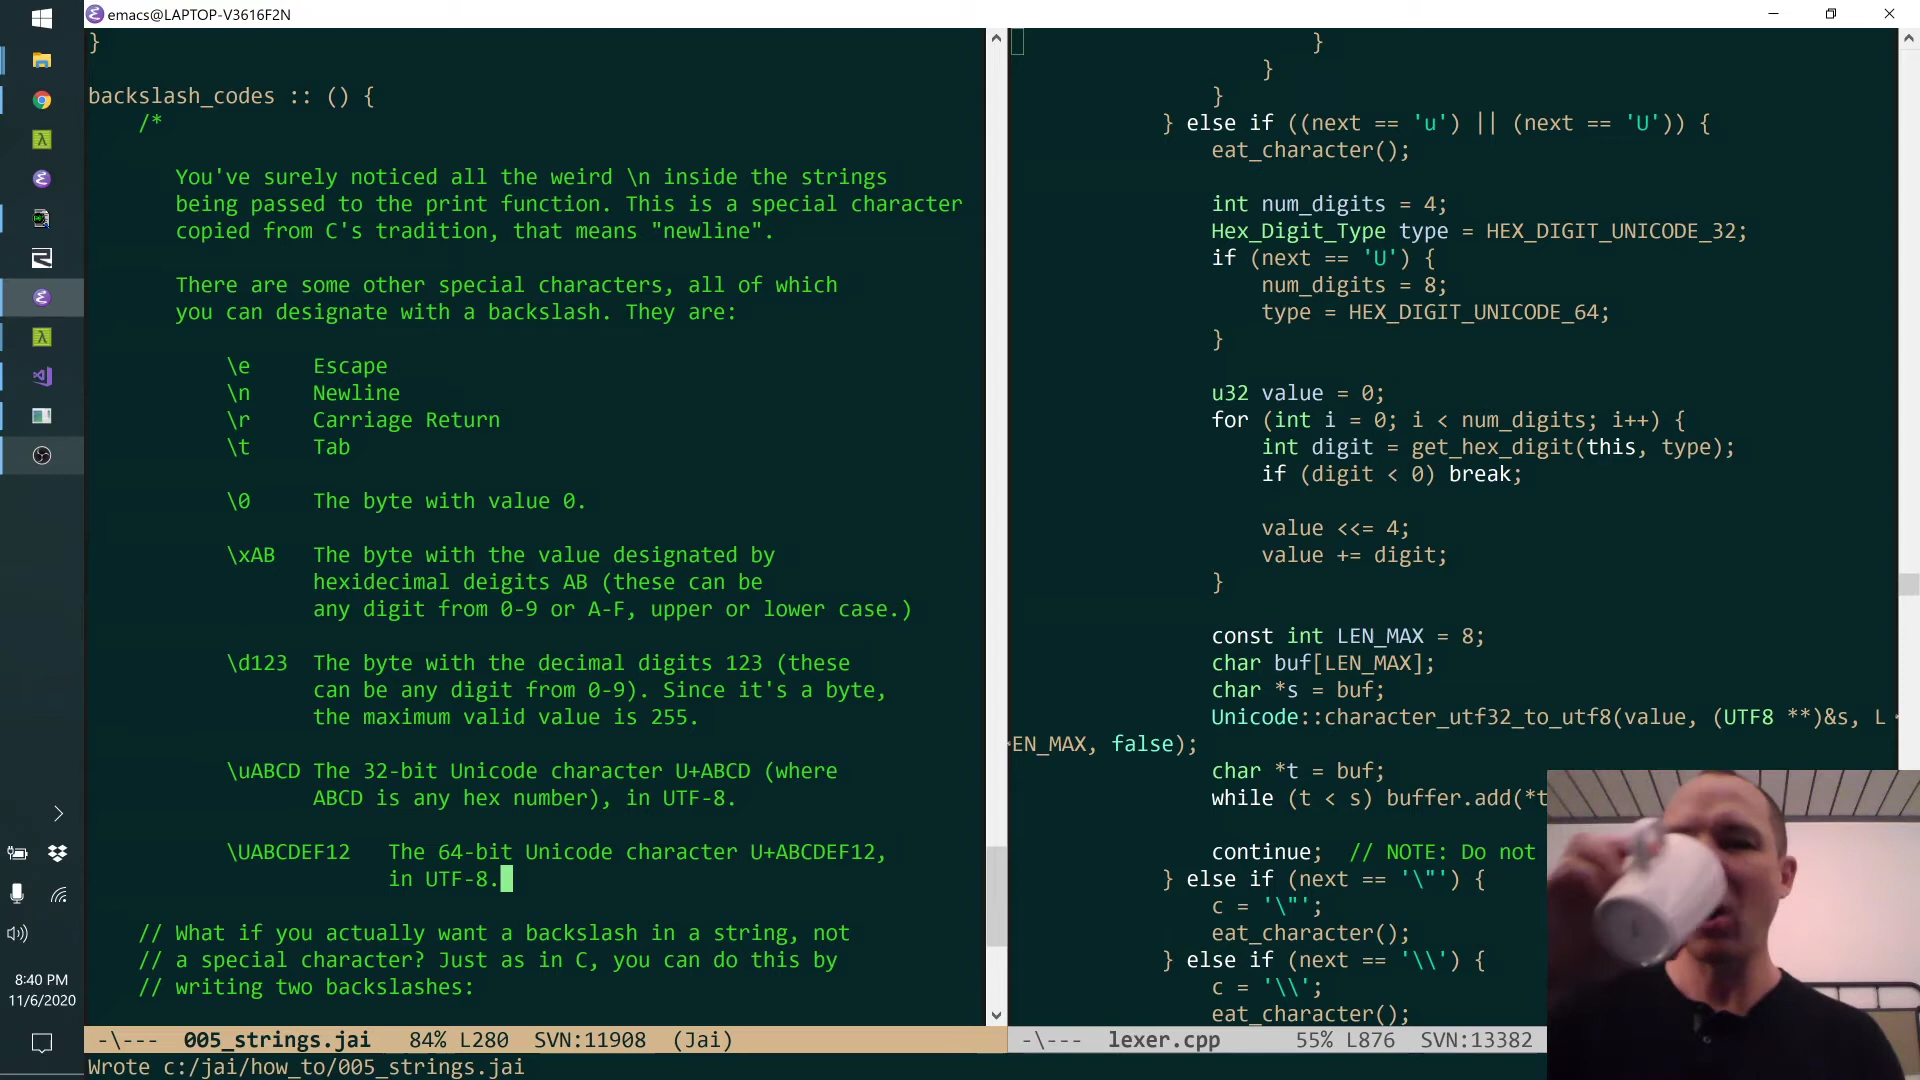 emacs@LAPTOP-V3616F2N
}
backslash_codes :: () {
/*
You've surely noticed all the weird \n inside the strings
being passed to the print function. This is a special character
copied from C's tradition, that means "newline".
There are some other special characters, all of which
you can designate with a backslash. They are:
\e Escape
\n Newline
\r Carriage Return
\t Tab
\0 The byte with value 0.
\xAB The byte with the value designated by
hexidecimal deigits AB (these can be
any digit from 0-9 or A-F, upper or lower case.)
\d123 The byte with the decimal digits 123 (these
can be any digit from 0-9). Since it's a byte,
the maximum valid value is 255.
\uABCD The 32-bit Unicode character U+ABCD (where
ABCD is any hex number), in UTF-8.
\UABCDEF12 The 64-bit Unicode character U+ABCDEF12,
in UTF-8.
// What if you actually want a backslash in a string, not
// a special character? Just as in C, you can do this by
// writing two backslashes:
-\--- 005_strings.jai 84% L280 SVN:11908 (Jai)
Wrote c:/jai/how_to/005_strings.jai
}
}
}
} else if ((next == 'u') || (next == 'U')) {
eat_character();
int num_digits = 4;
Hex_Digit_Type type = HEX_DIGIT_UNICODE_32;
if (next == 'U') {
num_digits = 8;
type = HEX_DIGIT_UNICODE_64;
}
u32 value = 0;
for (int i = 0; i < num_digits; i++) {
int digit = get_hex_digit(this, type);
if (digit < 0) break;
value <<= 4;
value += digit;
}
const int LEN_MAX = 8;
char buf[LEN_MAX];
char *s = buf;
Unicode::character_utf32_to_utf8(value, (UTF8 **)&s, L
EN_MAX, false);
char *t = buf;
while (t < s) buffer.add(*t
continue; // NOTE: Do not
} else if (next == '\"') {
c = '\"';
eat_character();
} else if (next == '\\') {
c = '\\';
eat_character();
-\--- lexer.cpp 55% L876 SVN:13382
8:40 PM
11/6/2020